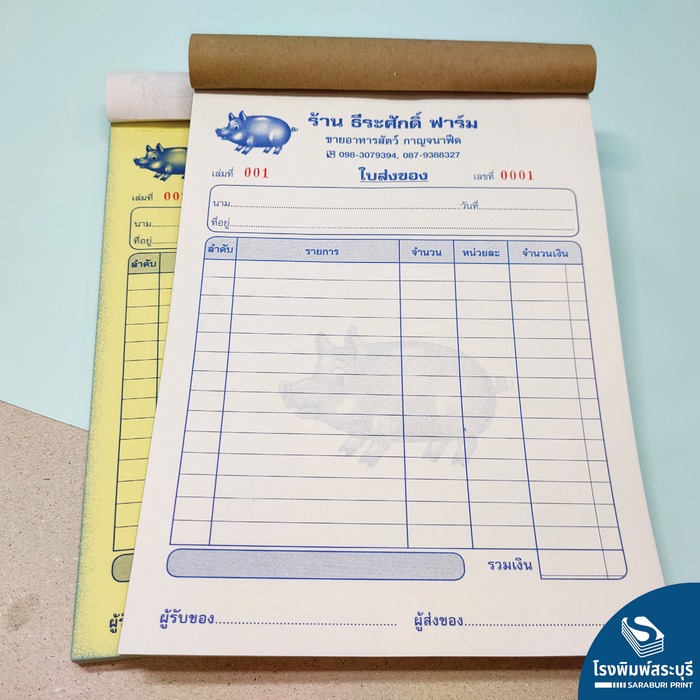 ร้าน ธีระศักดิ์ ฟาร์ม
ขายอาหารสัตว์ กาญจนาฟีด
098-3079394, 087-9388327
เล่มที่ 001 ใบส่งของ เลขที่ 0001
นาม วันที่
ที่อยู่
ลำดับ รายการ จำนวน หน่วยละ จำนวนเงิน
รวมเงิน
ผู้รับของ ผู้ส่งของ
เล่มที่
นาม
ที่อยู่
ลำดับ
โรงพิมพ์สระบุรี
SARABURI PRINT